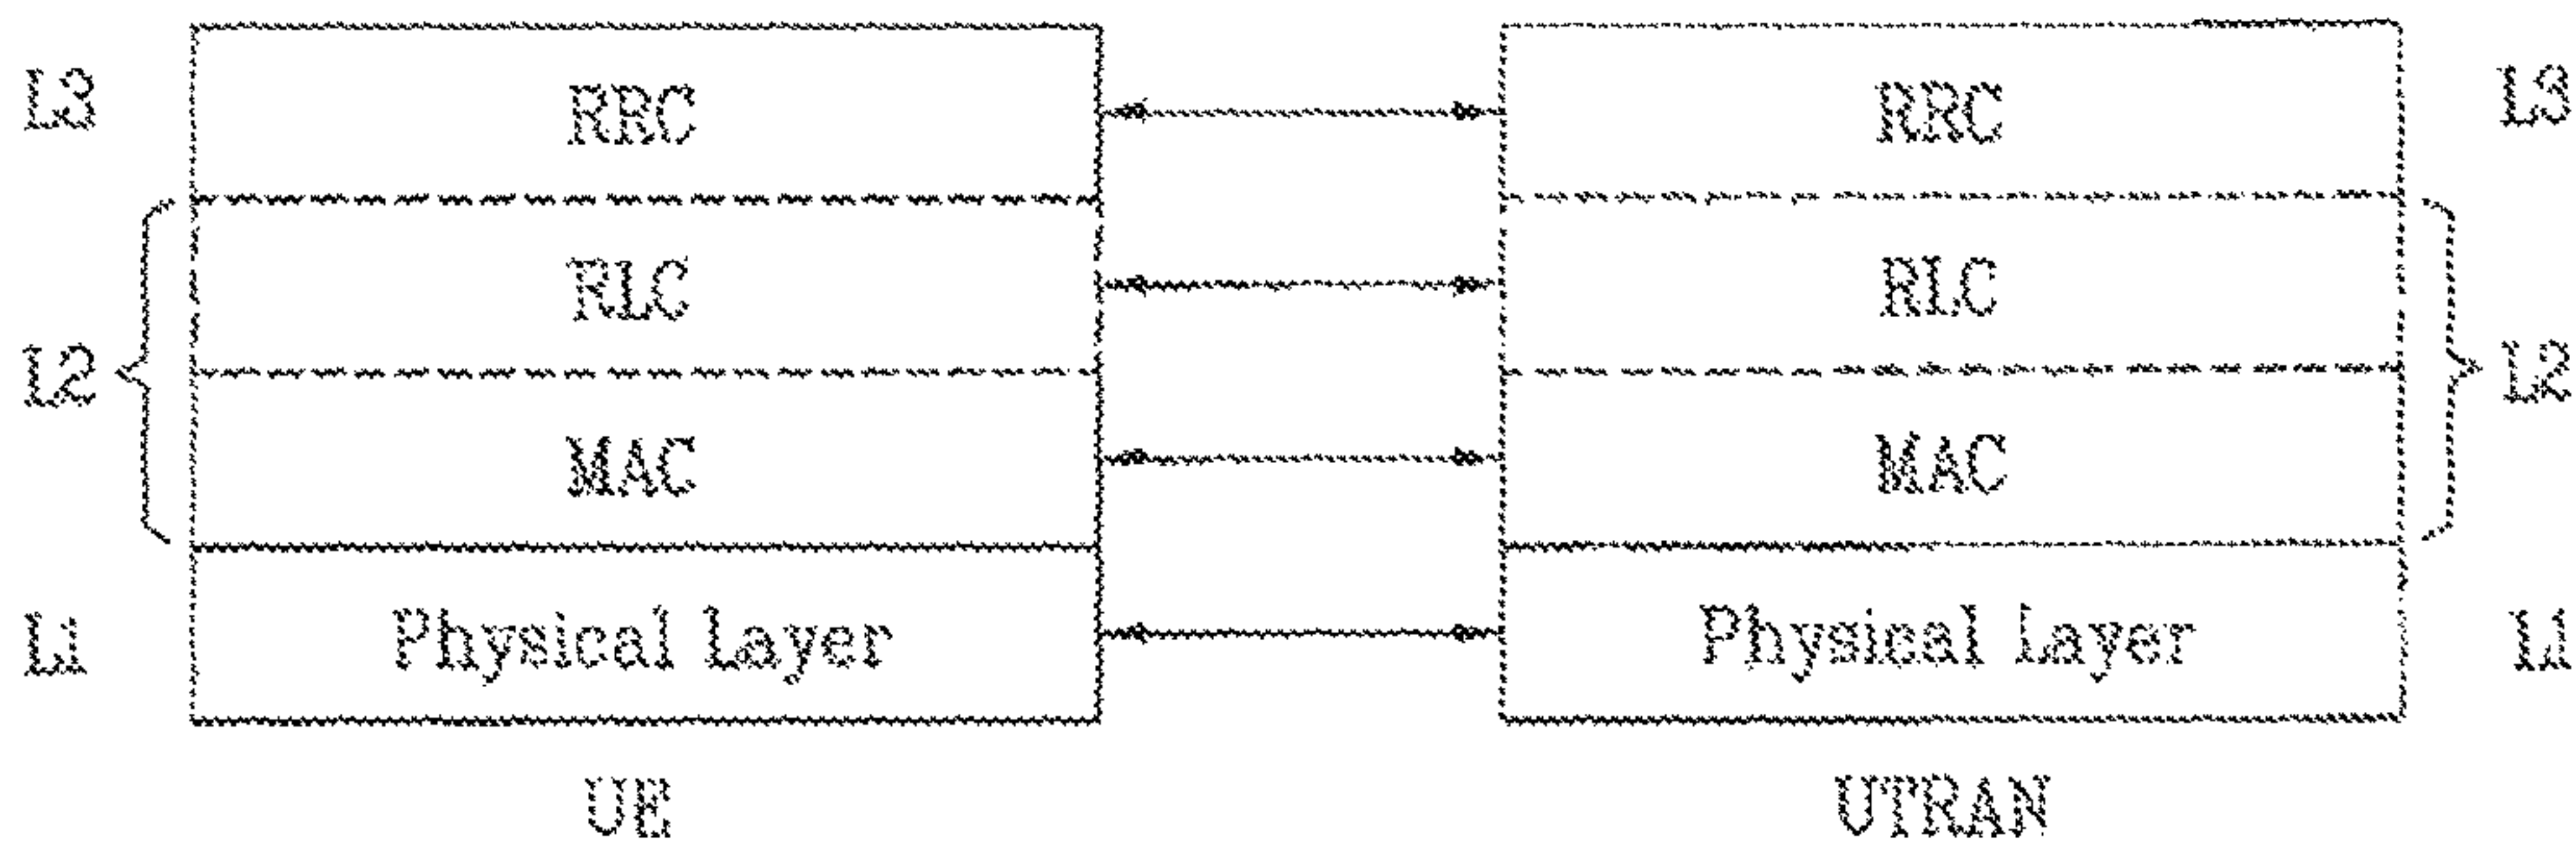 L3 RRC RRC L3
RLC RLC
L2 L2
MAC MAC
L1 Physical Layer Physical Layer L1
UE UTRAN